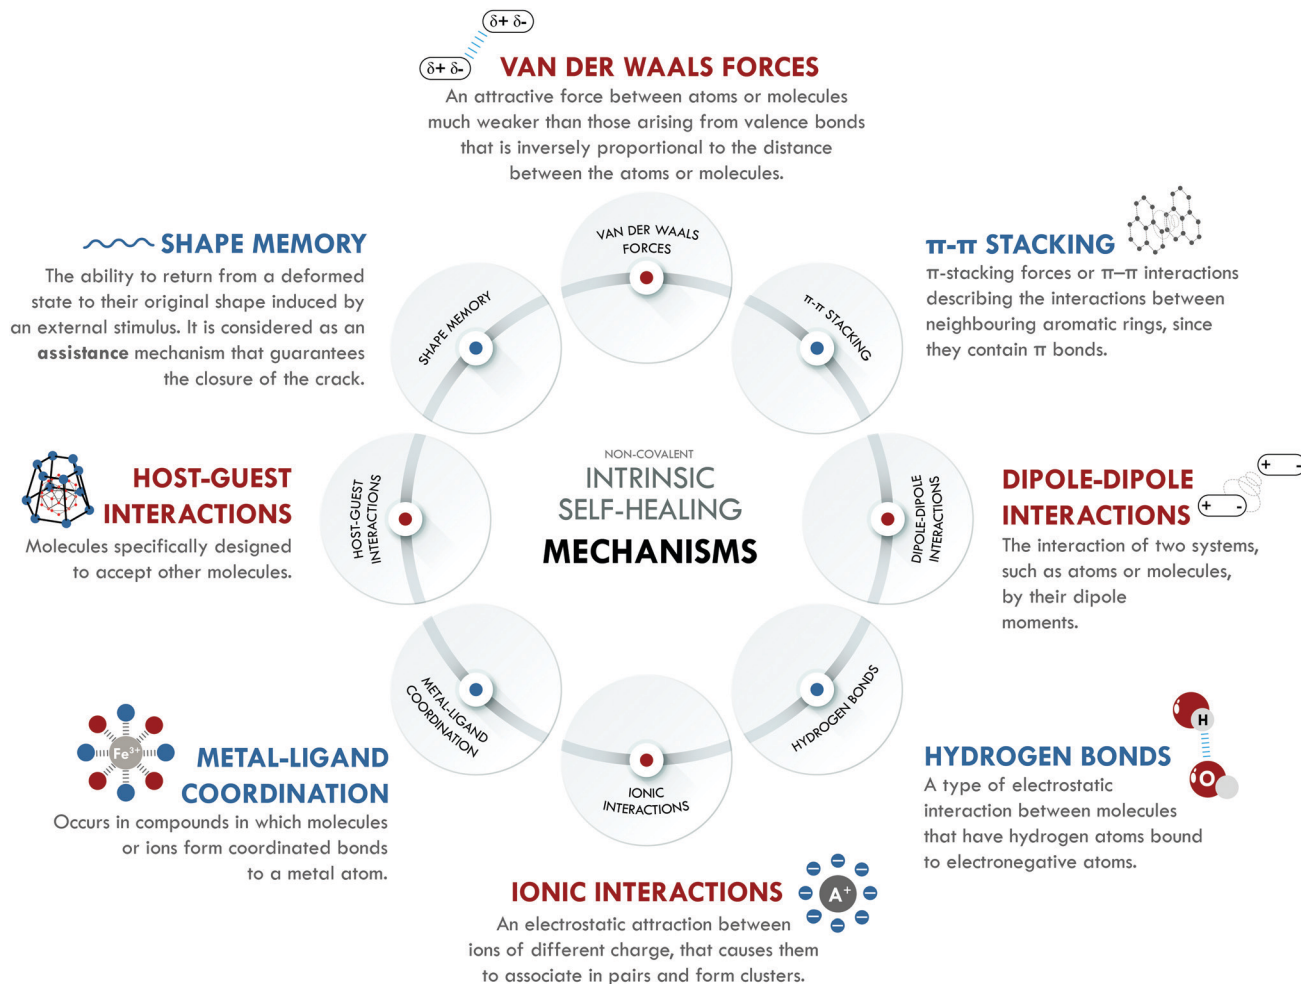 δ+ δ-
δ+ δ-
VAN DER WAALS FORCES
An attractive force between atoms or molecules
much weaker than those arising from valence bonds
that is inversely proportional to the distance
between the atoms or molecules.
π-π STACKING
π-stacking forces or π–π interactions
describing the interactions between
neighbouring aromatic rings, since
they contain π bonds.
DIPOLE-DIPOLE
INTERACTIONS
+ -
+ -
The interaction of two systems,
such as atoms or molecules,
by their dipole
moments.
HYDROGEN BONDS
H
O
A type of electrostatic
interaction between molecules
that have hydrogen atoms bound
to electronegative atoms.
IONIC INTERACTIONS
A+
− − − − − − − −
An electrostatic attraction between
ions of different charge, that causes them
to associate in pairs and form clusters.
METAL-LIGAND
COORDINATION
Fe3+
Occurs in compounds in which molecules
or ions form coordinated bonds
to a metal atom.
HOST-GUEST
INTERACTIONS
Molecules specifically designed
to accept other molecules.
SHAPE MEMORY
The ability to return from a deformed
state to their original shape induced by
an external stimulus. It is considered as an
assistance mechanism that guarantees
the closure of the crack.
VAN DER WAALS
FORCES
π-π STACKING
DIPOLE-DIPOLE
INTERACTIONS
HYDROGEN BONDS
IONIC
INTERACTIONS
METAL-LIGAND
COORDINATION
HOST-GUEST
INTERACTIONS
SHAPE MEMORY
NON-COVALENT
INTRINSIC
SELF-HEALING
MECHANISMS